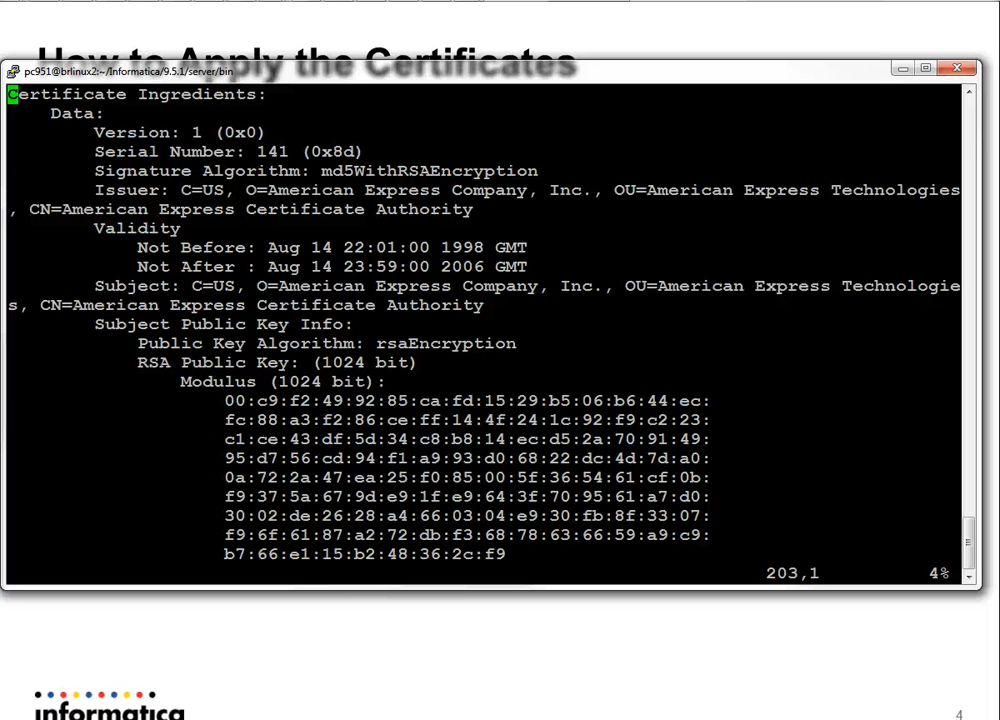 How to Apply the Certificates
pc951@brlinux2:~/Informatica/9.5.1/server/bin
Certificate Ingredients:
Data:
Version: 1 (0x0)
Serial Number: 141 (0x8d)
Signature Algorithm: md5WithRSAEncryption
Issuer: C=US, O=American Express Company, Inc., OU=American Express Technologies
, CN=American Express Certificate Authority
Validity
Not Before: Aug 14 22:01:00 1998 GMT
Not After : Aug 14 23:59:00 2006 GMT
Subject: C=US, O=American Express Company, Inc., OU=American Express Technologie
s, CN=American Express Certificate Authority
Subject Public Key Info:
Public Key Algorithm: rsaEncryption
RSA Public Key: (1024 bit)
Modulus (1024 bit):
00:c9:f2:49:92:85:ca:fd:15:29:b5:06:b6:44:ec:
fc:88:a3:f2:86:ce:ff:14:4f:24:1c:92:f9:c2:23:
c1:ce:43:df:5d:34:c8:b8:14:ec:d5:2a:70:91:49:
95:d7:56:cd:94:f1:a9:93:d0:68:22:dc:4d:7d:a0:
0a:72:2a:47:ea:25:f0:85:00:5f:36:54:61:cf:0b:
f9:37:5a:67:9d:e9:1f:e9:64:3f:70:95:61:a7:d0:
30:02:de:26:28:a4:66:03:04:e9:30:fb:8f:33:07:
f9:6f:61:87:a2:72:db:f3:68:78:63:66:59:a9:c9:
b7:66:e1:15:b2:48:36:2c:f9
203,1 4%
informatica
4